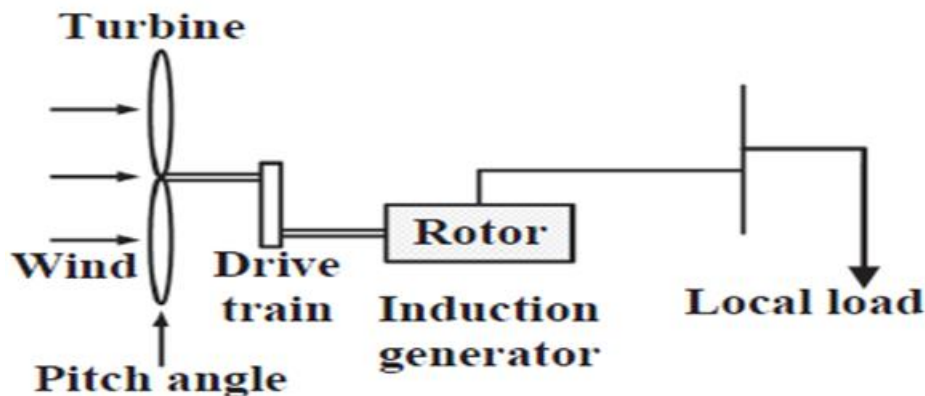 Turbine
Wind
Drive
train
Rotor
Induction
generator
Local load
Pitch angle